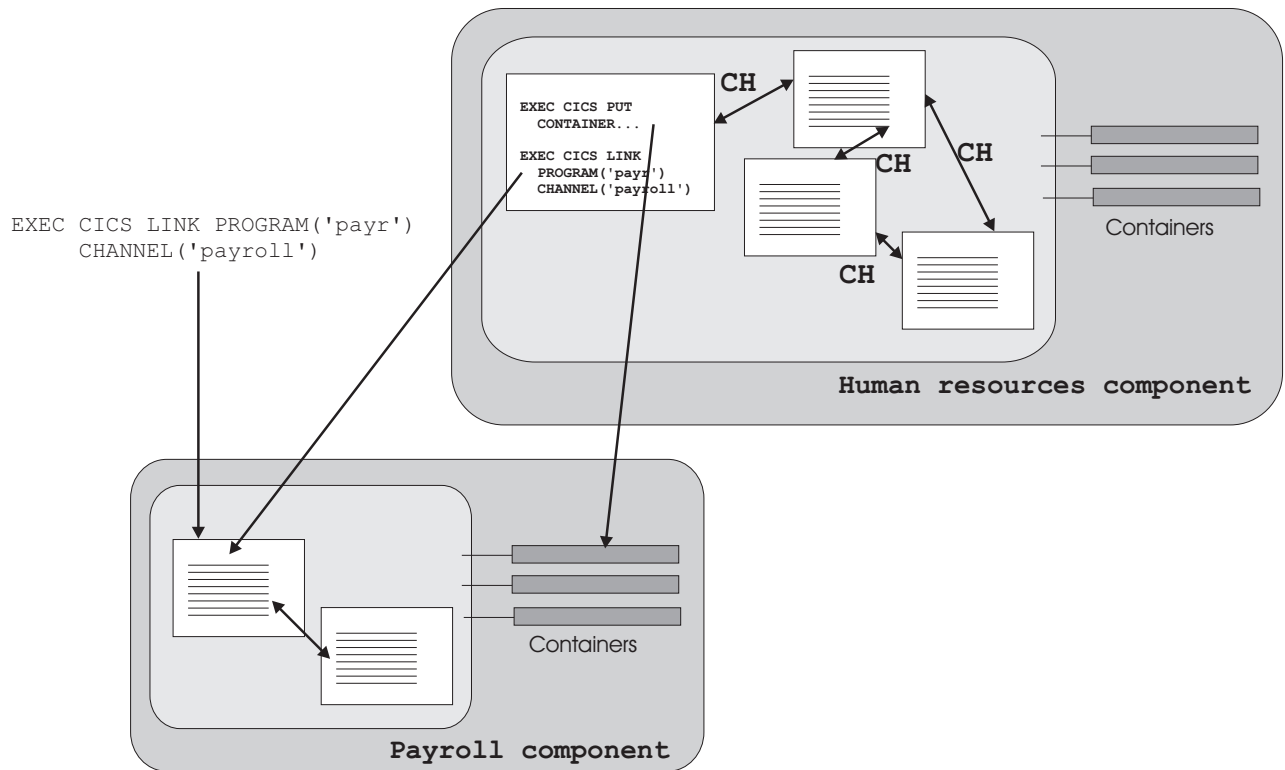 CH
EXEC CICS PUT
CONTAINER...
EXEC CICS LINK
PROGRAM('payr')
CHANNEL('payroll')
CH
CH
CH
Containers
Human resources component
EXEC CICS LINK PROGRAM('payr')
CHANNEL('payroll')
Containers
Payroll component